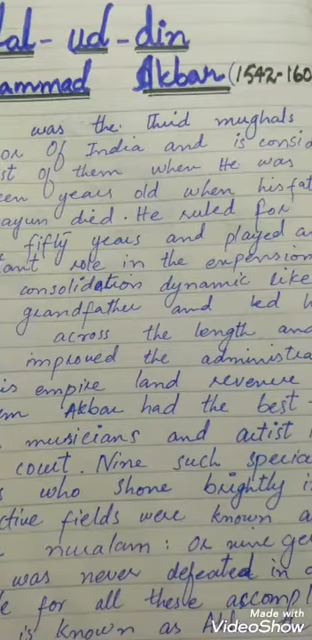 al-ud-din
ammad Akbar (1542-160
was the Third mughals
or of India and is consid
st of them when He was
een years old when his fat
ayun died. He ruled for
fifty years and played a
tant role in the expension
consolidation dynamic like
grandfather and led h
across the length and
improved the administra
is empire land revenue
em Akbar had the best
musicians and artist
court. Nine such specia
s who shone brightly i
ctive fields were known a
nuralam: Or nine ge
was never defeated in
e for all these accompl
is known as Ak
Made with
VideoShow